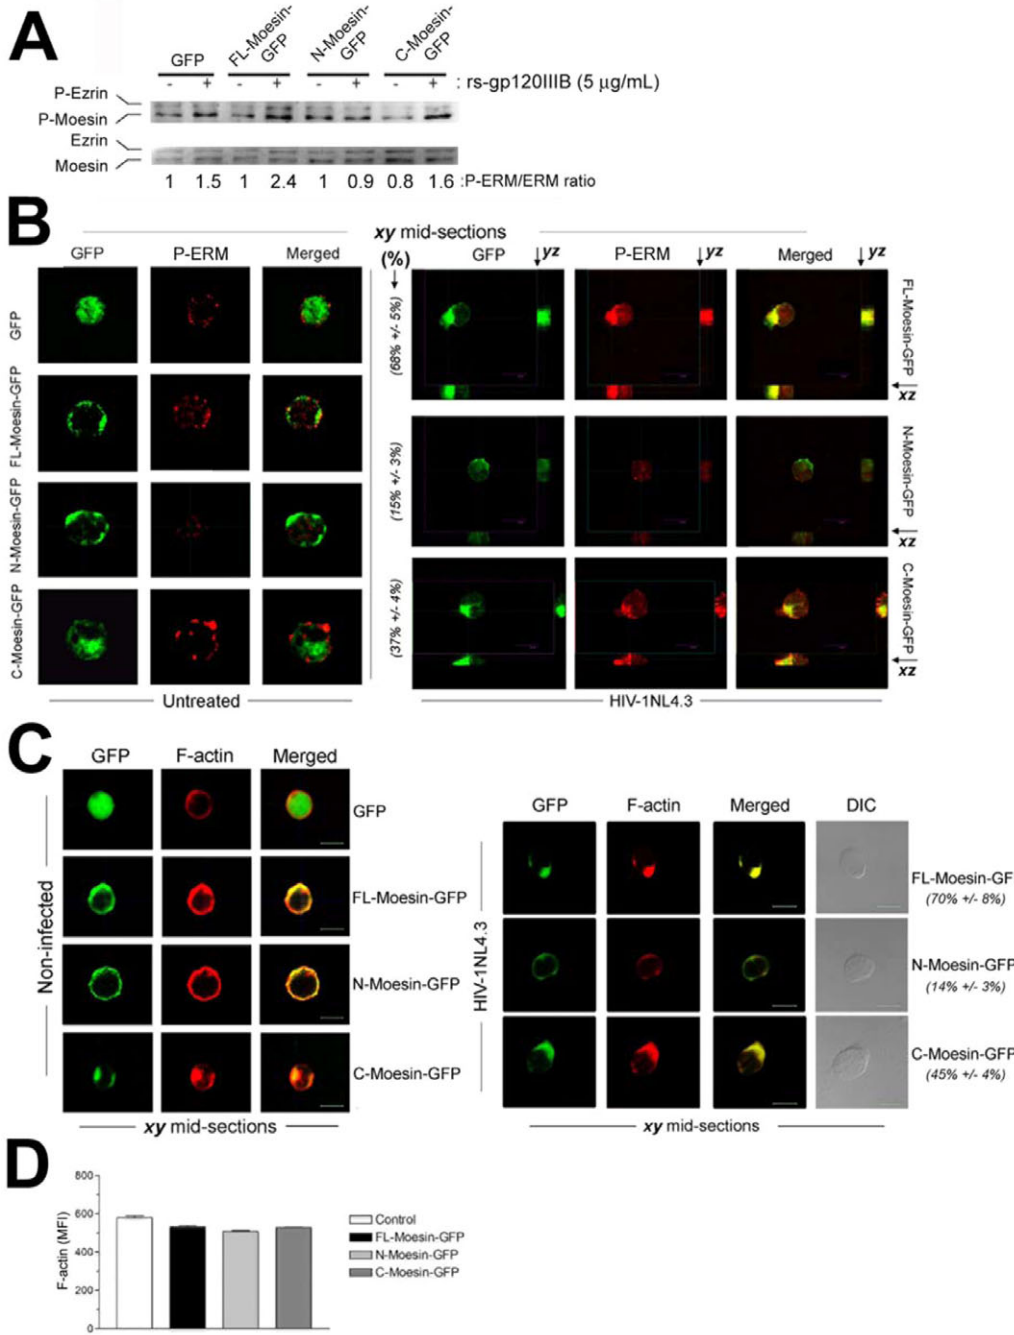 A
GFP
FL-Moesin-GFP
N-Moesin-GFP
C-Moesin-GFP
- + - + - + - + : rs-gp120IIIB (5 µg/mL)
P-Ezrin
P-Moesin
Ezrin
Moesin
1 1.5 1 2.4 1 0.9 0.8 1.6 :P-ERM/ERM ratio
B
xy mid-sections
GFP P-ERM Merged (%) GFP yz P-ERM yz Merged yz
GFP
FL-Moesin-GFP
N-Moesin-GFP
C-Moesin-GFP
Untreated
(68% +/- 5%)
FL-Moesin-GFP
xz
(15% +/- 3%)
N-Moesin-GFP
xz
(37% +/- 4%)
C-Moesin-GFP
xz
HIV-1NL4.3
C
GFP F-actin Merged
Non-infected
GFP
FL-Moesin-GFP
N-Moesin-GFP
C-Moesin-GFP
xy mid-sections
GFP F-actin Merged DIC
HIV-1NL4.3
FL-Moesin-GF
(70% +/- 8%)
N-Moesin-GFP
(14% +/- 3%)
C-Moesin-GFP
(45% +/- 4%)
xy mid-sections
D
F-actin (MFI)
800
600
400
200
0
Control
FL-Moesin-GFP
N-Moesin-GFP
C-Moesin-GFP